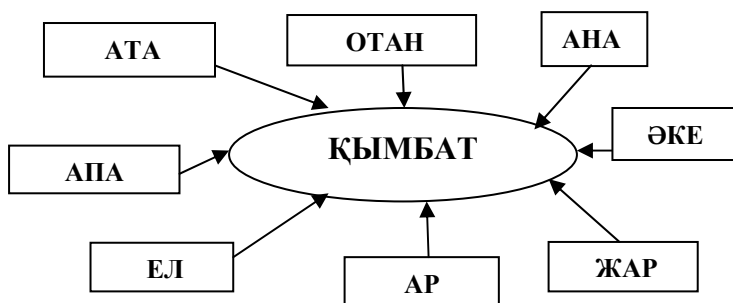 АТА
ОТАН
АНА
ҚЫМБАТ
ӘКЕ
АПА
ЕЛ
АР
ЖАР